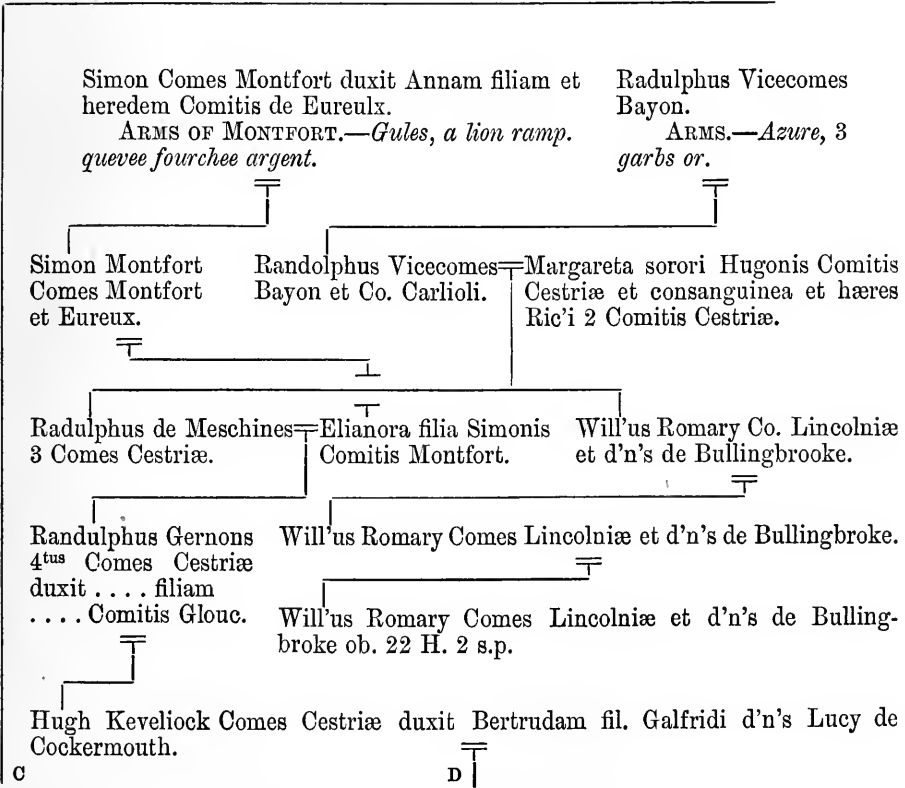 Simon Comes Montfort duxit Annam filiam et
heredem Comitis de Eureulx.
ARMS OF MONTFORT.—Gules, a lion ramp.
quevee fourchee argent.
Radulphus Vicecomes
Bayon.
ARMS.—Azure, 3
garbs or.
Simon Montfort
Comes Montfort
et Eureux.
Randolphus Vicecomes
Bayon et Co. Carlioli.
Margareta sorori Hugonis Comitis
Cestriæ et consanguinea et hæres
Ric'i 2 Comitis Cestriæ.
Radulphus de Meschines
3 Comes Cestriæ.
Elianora filia Simonis
Comitis Montfort.
Will'us Romary Co. Lincolniæ
et d'n's de Bullingbrooke.
Randulphus Gernons
4tus Comes Cestriæ
duxit . . . . filiam
. . . . Comitis Glouc.
Will'us Romary Comes Lincolniæ et d'n's de Bullingbroke.
Will'us Romary Comes Lincolniæ et d'n's de Bulling-
broke ob. 22 H. 2 s.p.
Hugh Keveliock Comes Cestriæ duxit Bertrudam fil. Galfridi d'n's Lucy de
Cockermouth.
C
D